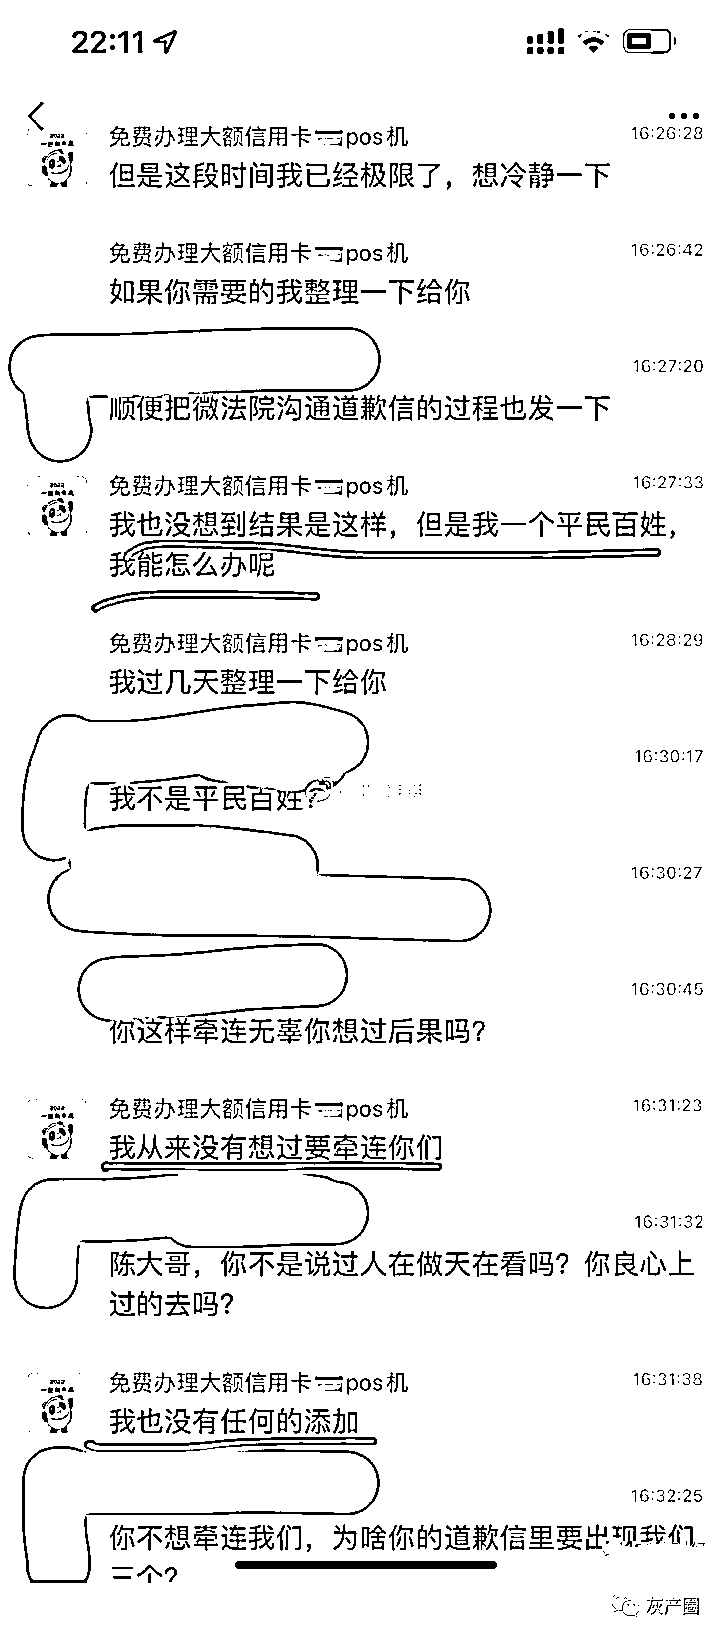 22:11
免费办理大额信用卡💳pos机 16:26:28
但是这段时间我已经极限了，想冷静一下
免费办理大额信用卡💳pos机 16:26:42
如果你需要的我整理一下给你
16:27:20
顺便把微法院沟通道歉信的过程也发一下
免费办理大额信用卡💳pos机 16:27:33
我也没想到结果是这样，但是我一个平民百姓，
我能怎么办呢
免费办理大额信用卡💳pos机 16:28:29
我过几天整理一下给你
16:30:17
我不是平民百姓？
16:30:27
16:30:45
你这样牵连无辜你想过后果吗？
免费办理大额信用卡💳pos机 16:31:23
我从来没有想过要牵连你们
16:31:32
陈大哥，你不是说过人在做天在看吗？你良心上
过的去吗？
免费办理大额信用卡💳pos机 16:31:38
我也没有任何的添加
16:32:25
你不想牵连我们，为啥你的道歉信里要出现我们
三个？
灰产圈